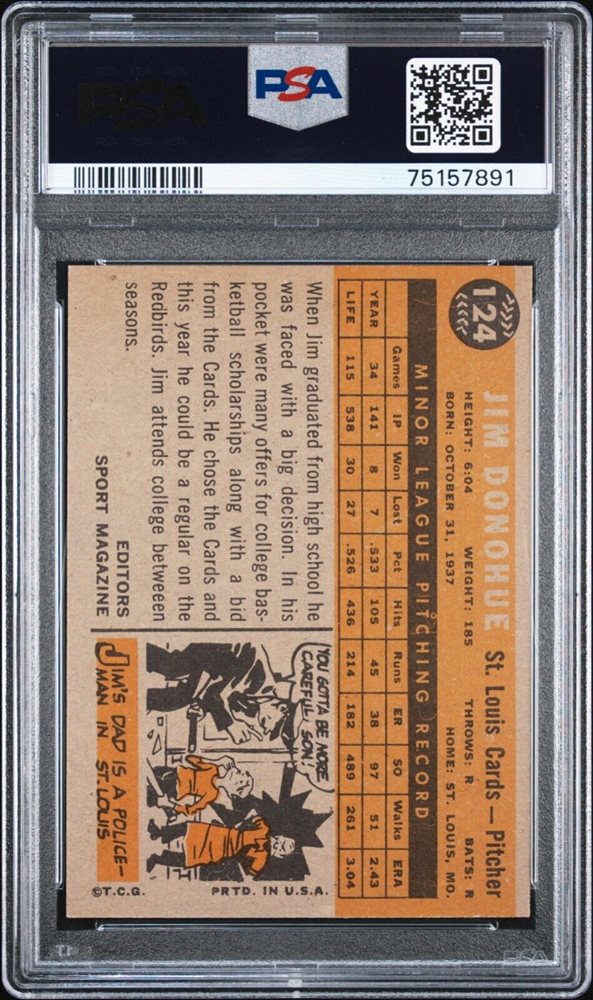 PSA
PSA
75157891
124
JIM DONOHUE St. Louis Cards — Pitcher
HEIGHT: 6:04 WEIGHT: 185 THROWS: R BATS: R
BORN: OCTOBER 31, 1937 HOME: ST. LOUIS, MO.
MINOR LEAGUE PITCHING RECORD
Games IP Won Lost Pct Hits Runs ER SO Walks ERA
YEAR 34 141 8 7 .533 105 45 38 97 51 2.43
LIFE 115 538 30 27 .526 436 214 182 489 261 3.04
When Jim graduated from high school he
was faced with a big decision. In his
pocket were many offers for college bas-
ketball scholarships along with a bid
from the Cards. He chose the Cards and
this year he could be a regular on the
Redbirds. Jim attends college betweeen
seasons.
EDITORS
SPORT MAGAZINE
YOU GOTTA BE MORE
CAREFUL, SON!
JIM'S DAD IS A POLICE-
MAN IN ST. LOUIS
©T.C.G. PRTD. IN U.S.A.
PSA